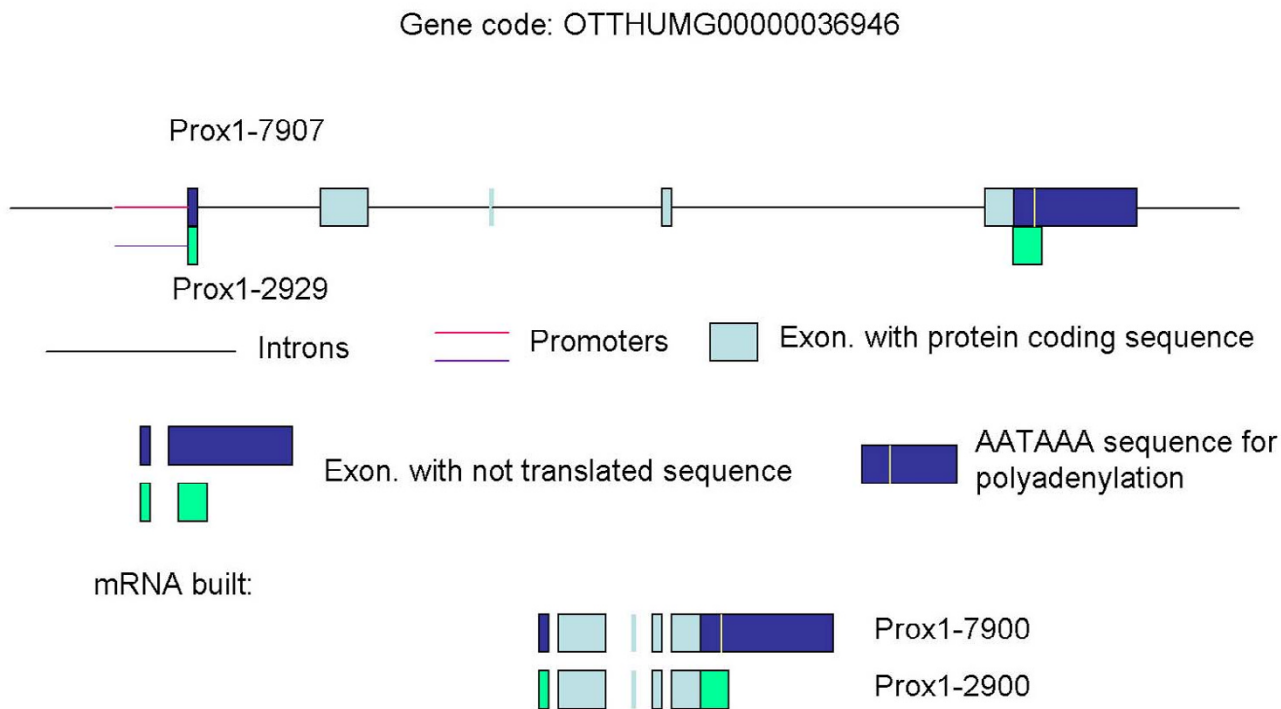 Gene code: OTTHUMG00000036946
Prox1-7907
Prox1-2929
Introns
Promoters
Exon. with protein coding sequence
Exon. with not translated sequence
AATAAA sequence for
polyadenylation
mRNA built:
Prox1-7900
Prox1-2900